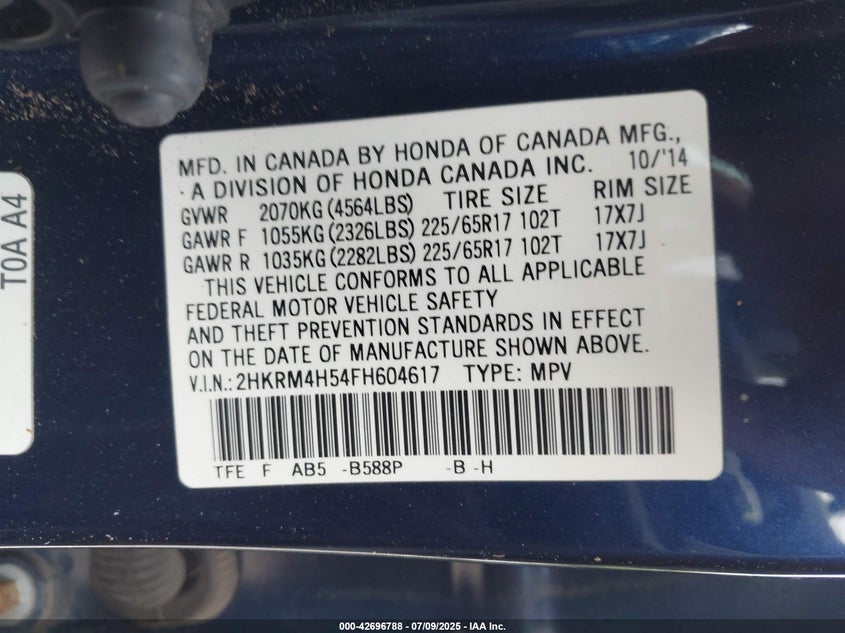 MFD. IN CANADA BY HONDA OF CANADA MFG.,
A DIVISION OF HONDA CANADA INC. 10/'14
GVWR 2070KG (4564LBS) TIRE SIZE RIM SIZE
GAWR F 1055KG (2326LBS) 225/65R17 102T 17X7J
GAWR R 1035KG (2282LBS) 225/65R17 102T 17X7J
THIS VEHICLE CONFORMS TO ALL APPLICABLE
FEDERAL MOTOR VEHICLE SAFETY
AND THEFT PREVENTION STANDARDS IN EFFECT
ON THE DATE OF MANUFACTURE SHOWN ABOVE.
V.I.N.:2HKRM4H54FH604617 TYPE: MPV
TFE F AB5 -B588P -B -H
T0A A4
000-42696788 - 07/09/2025 - IAA Inc.